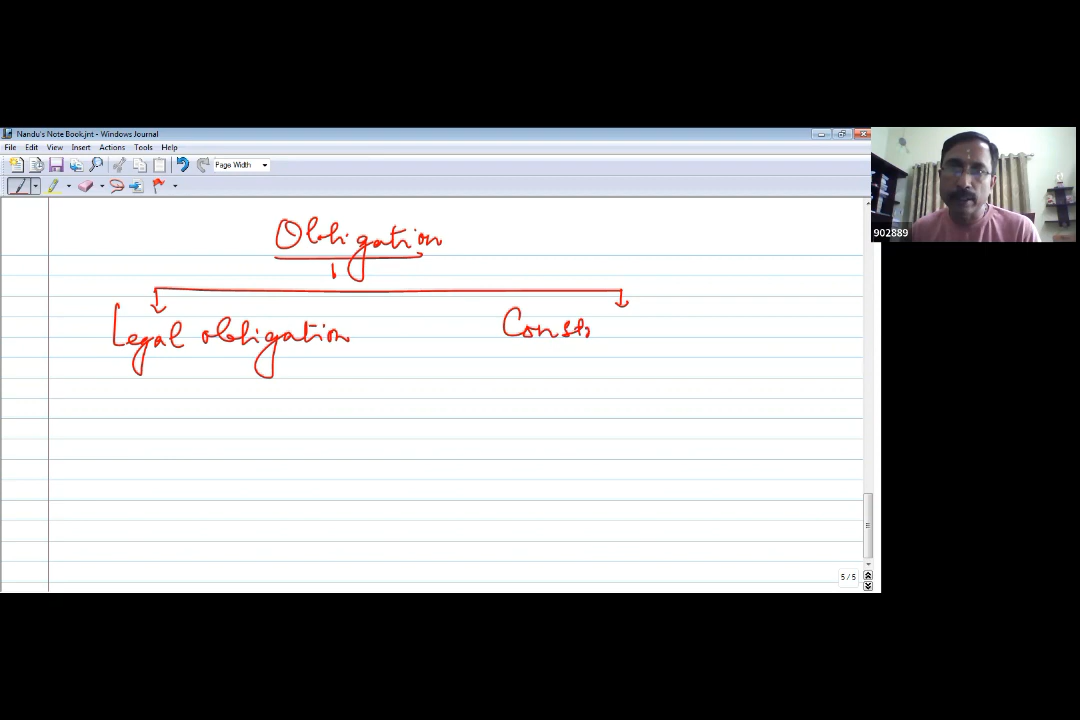 Nandu's Note Book.jnt - Windows Journal
File Edit View Insert Actions Tools Help
Page Width
902889
Obligation
Legal obligation Const
5 / 5